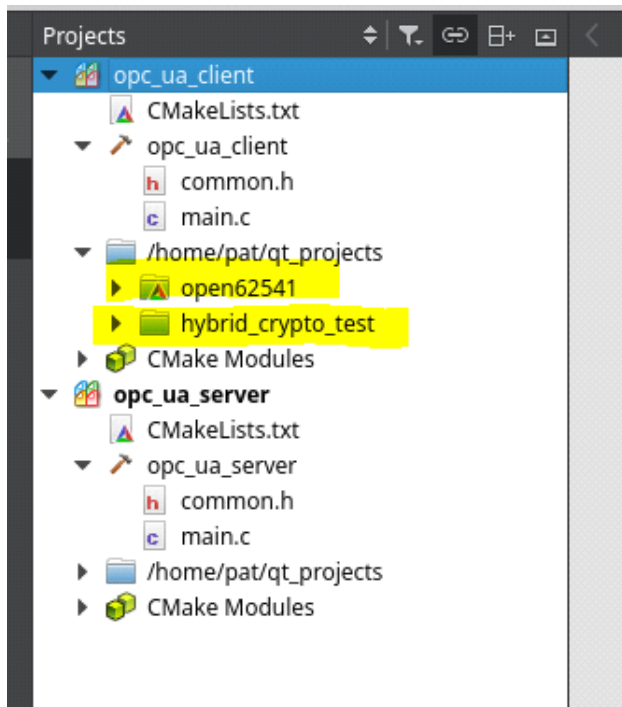 Projects
opc_ua_client
CMakeLists.txt
opc_ua_client
h common.h
c main.c
/home/pat/qt_projects
open62541
hybrid_crypto_test
CMake Modules
opc_ua_server
CMakeLists.txt
opc_ua_server
h common.h
c main.c
/home/pat/qt_projects
CMake Modules